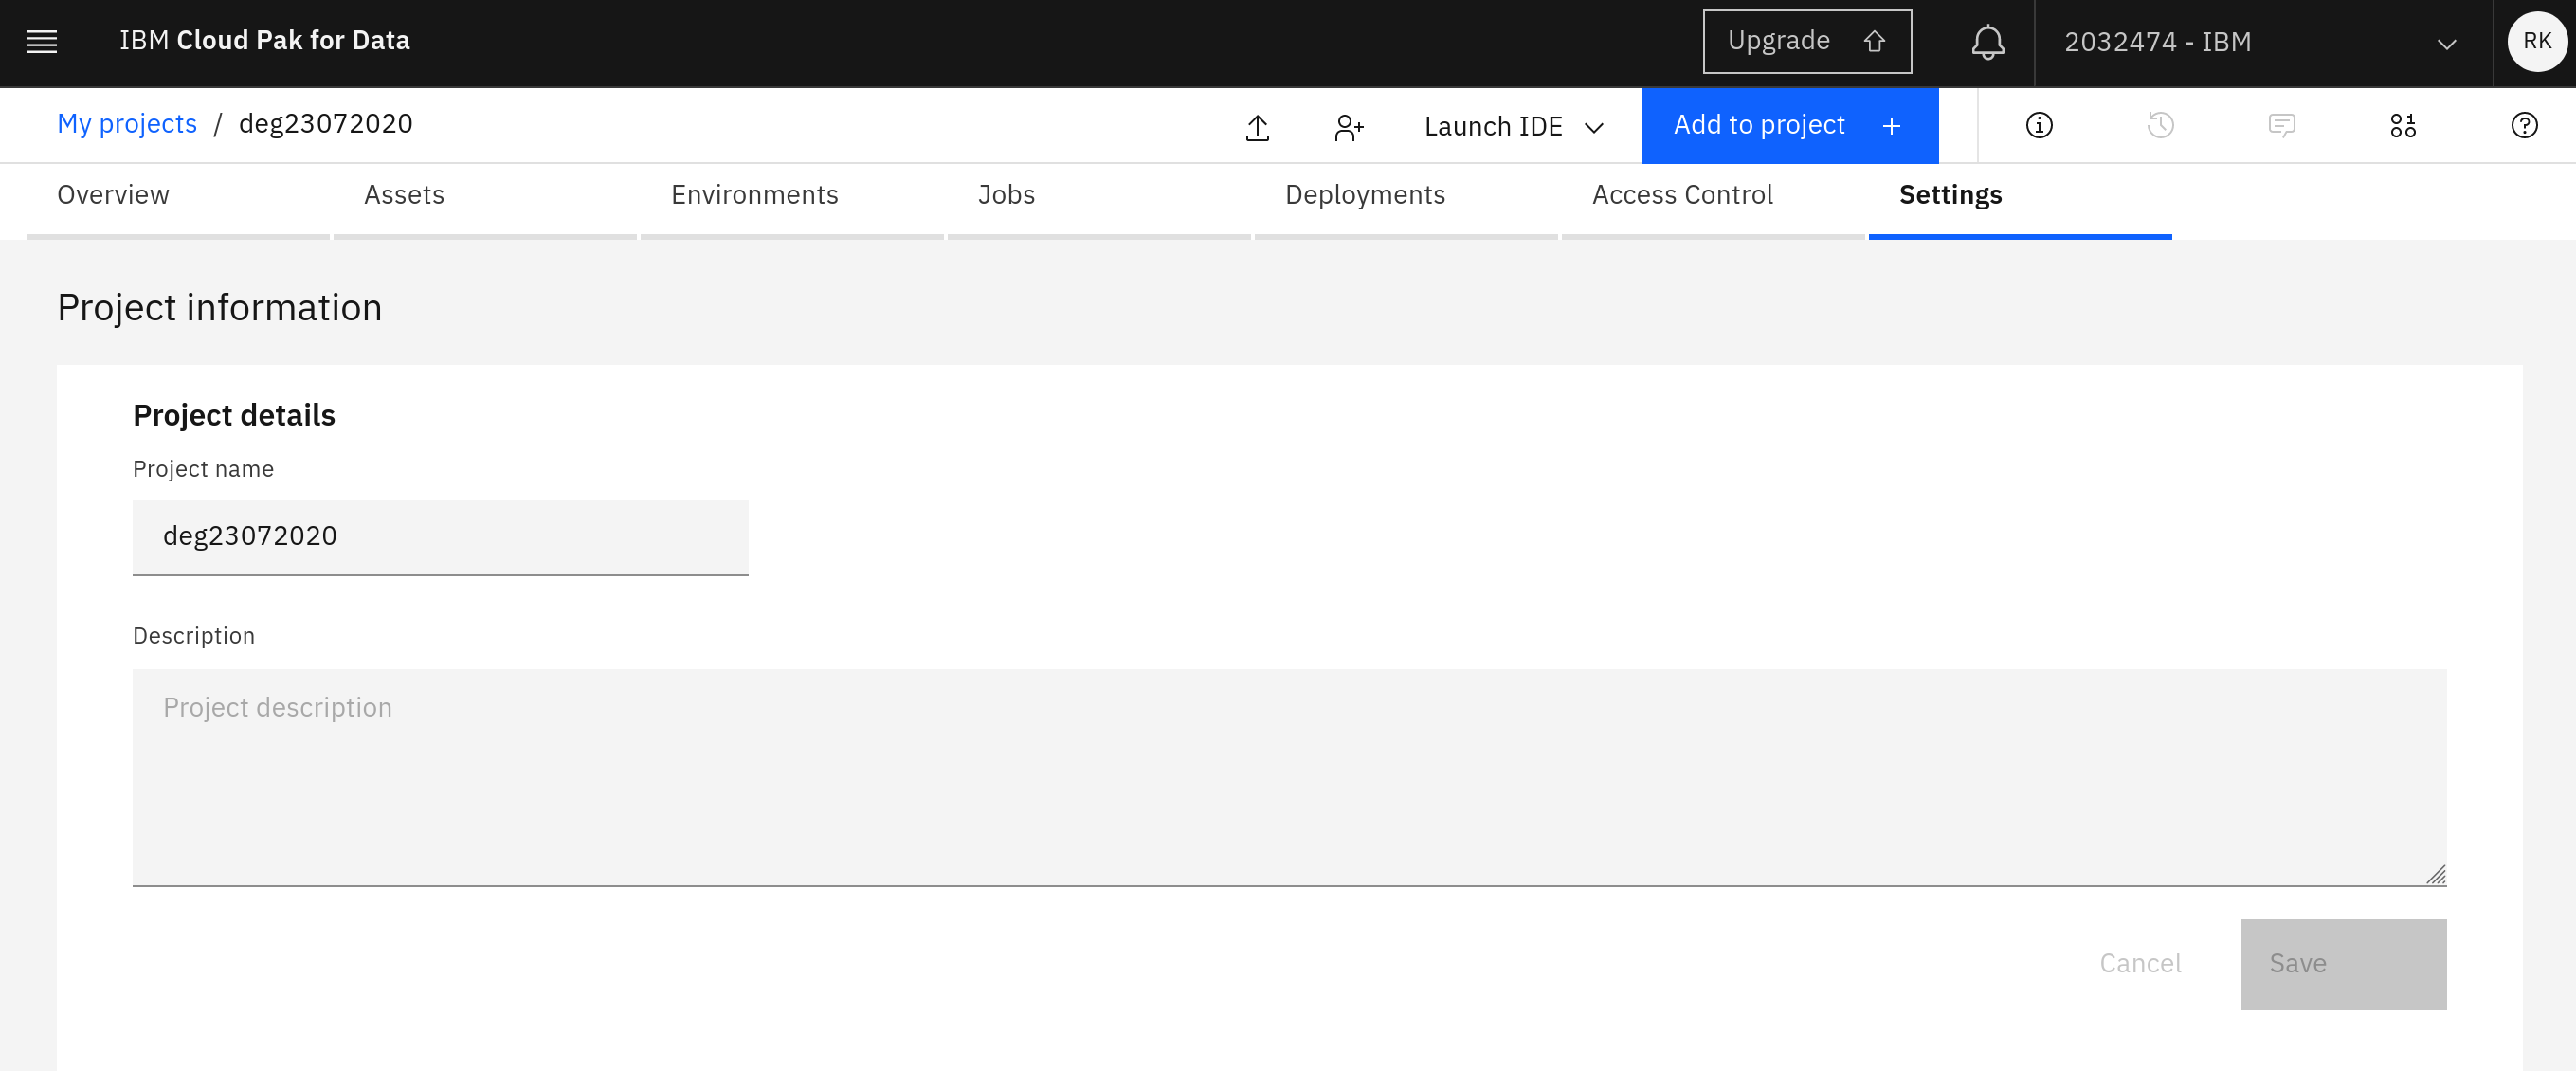 IBM Cloud Pak for Data
Upgrade
2032474 - IBM
RK
My projects / deg23072020
Launch IDE
Add to project +
Overview
Assets
Environments
Jobs
Deployments
Access Control
Settings
Project information
Project details
Project name
deg23072020
Description
Project description
Cancel
Save